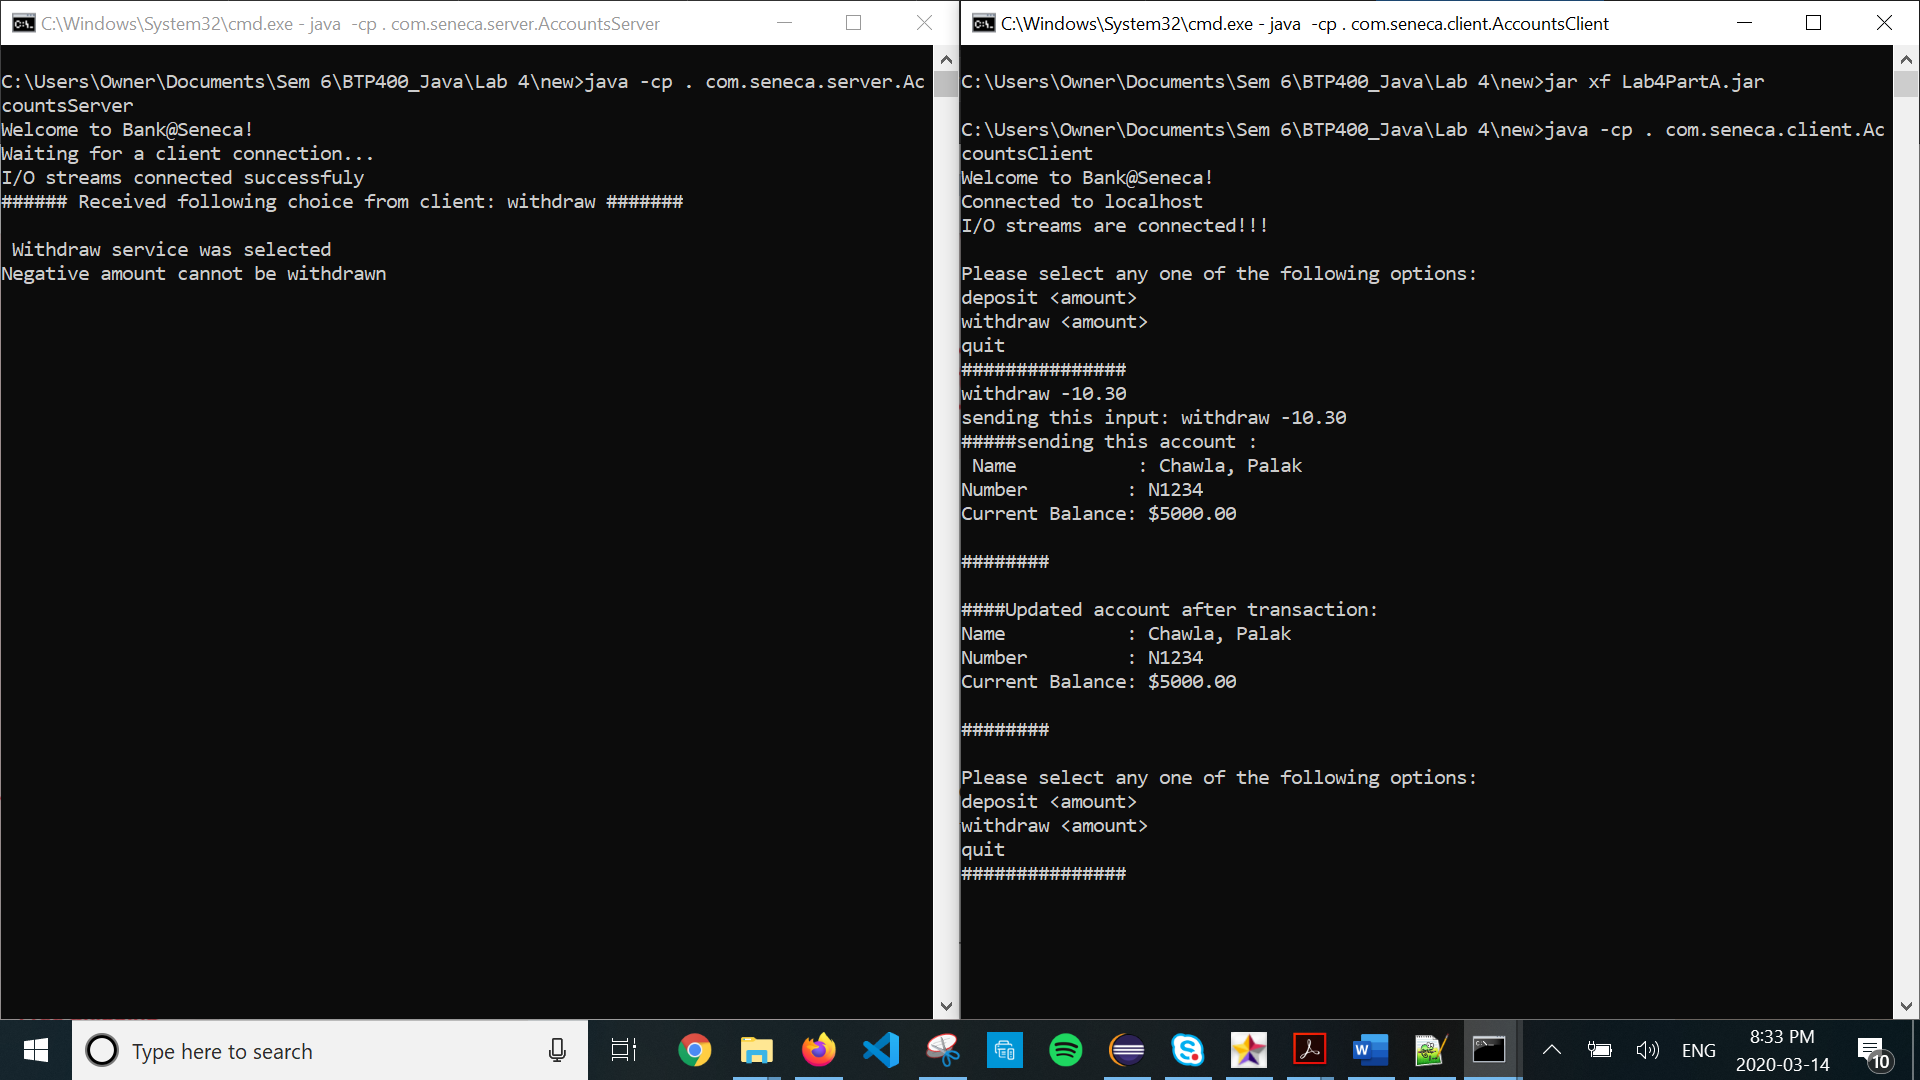 C:\Windows\System32\cmd.exe - java  -cp . com.seneca.server.AccountsServer
C:\Users\Owner\Documents\Sem 6\BTP400_Java\Lab 4\new>java -cp . com.seneca.server.Ac
countsServer
Welcome to Bank@Seneca!
Waiting for a client connection...
I/O streams connected successfuly
###### Received following choice from client: withdraw #######
Withdraw service was selected
Negative amount cannot be withdrawn
C:\Windows\System32\cmd.exe - java  -cp . com.seneca.client.AccountsClient
C:\Users\Owner\Documents\Sem 6\BTP400_Java\Lab 4\new>jar xf Lab4PartA.jar
C:\Users\Owner\Documents\Sem 6\BTP400_Java\Lab 4\new>java -cp . com.seneca.client.Ac
countsClient
Welcome to Bank@Seneca!
Connected to localhost
I/O streams are connected!!!
Please select any one of the following options:
deposit <amount>
withdraw <amount>
quit
###############
withdraw -10.30
sending this input: withdraw -10.30
#####sending this account :
Name           : Chawla, Palak
Number         : N1234
Current Balance: $5000.00
########
####Updated account after transaction:
Name           : Chawla, Palak
Number         : N1234
Current Balance: $5000.00
########
Please select any one of the following options:
deposit <amount>
withdraw <amount>
quit
###############
Type here to search
ENG
8:33 PM
2020-03-14
10